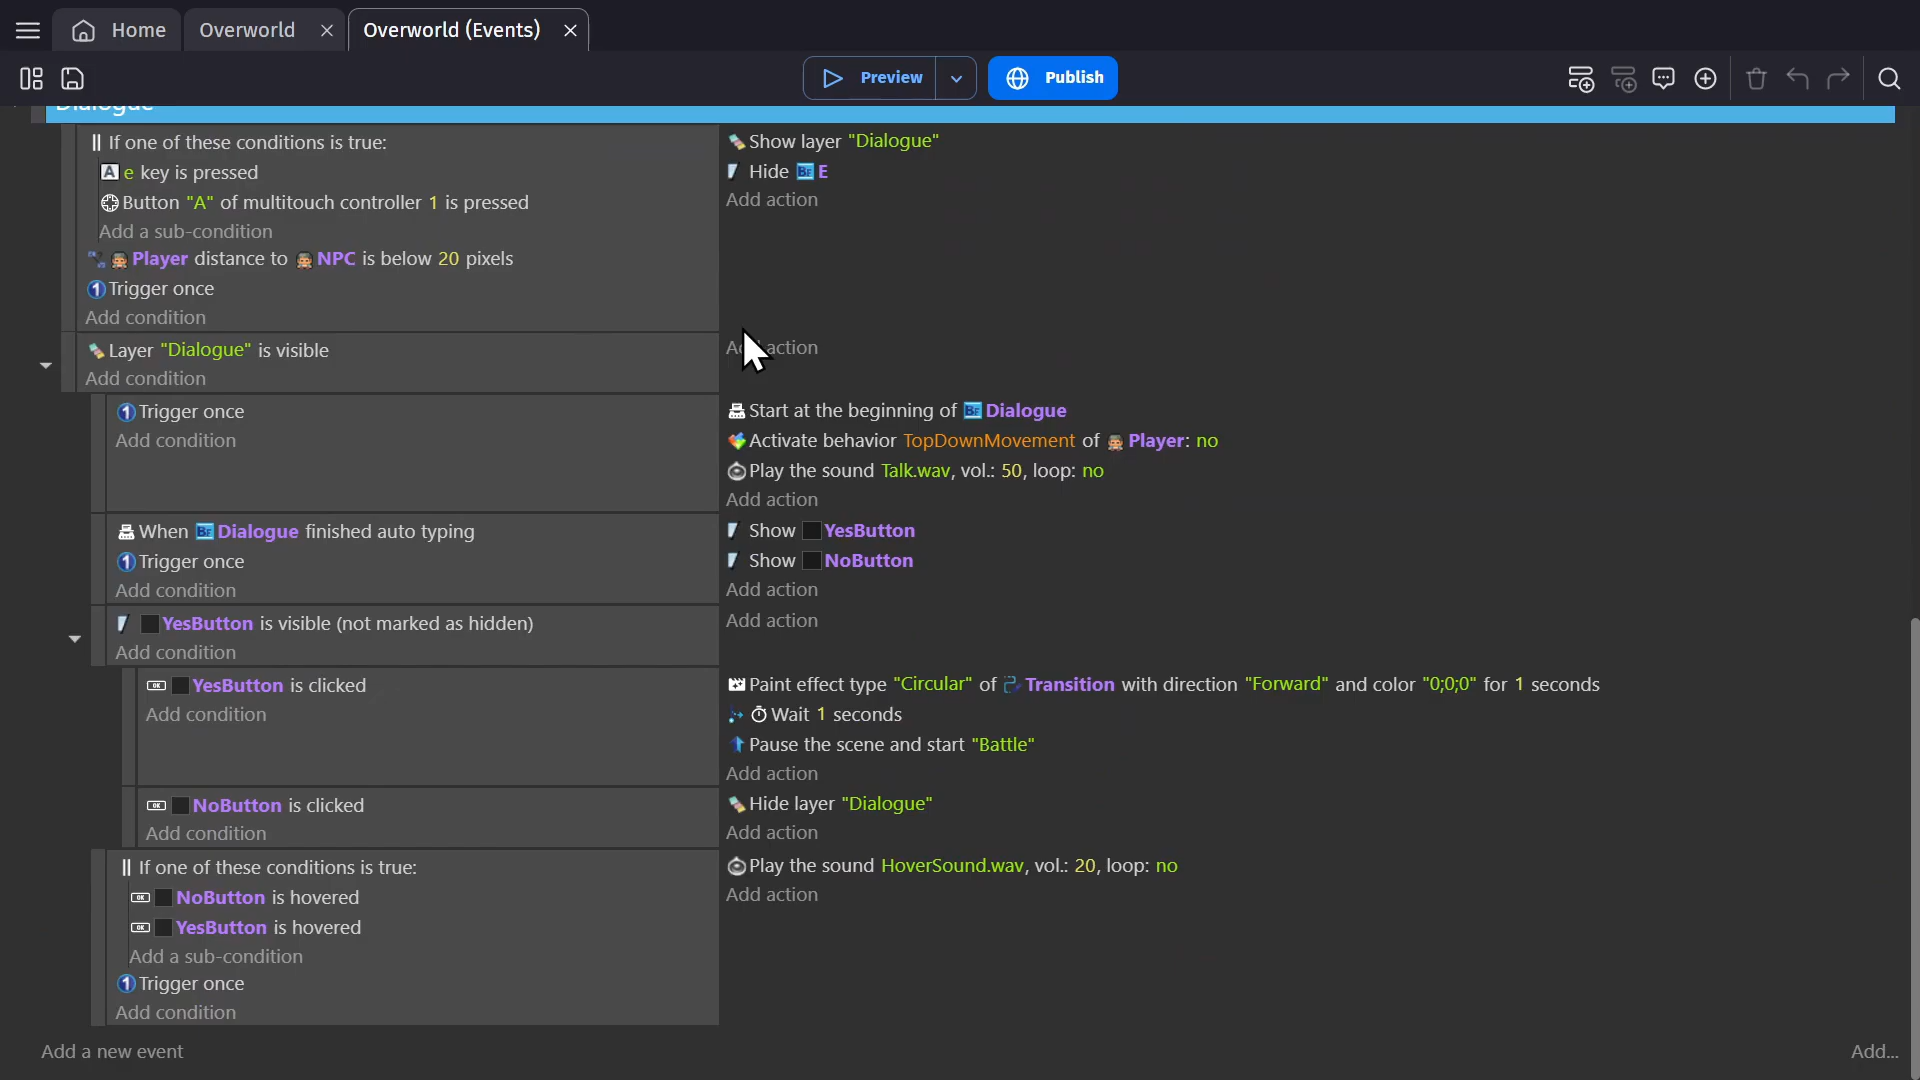 Home
Overworld
Overworld (Events)
Preview
Publish
Dialogue
If one of these conditions is true:
e key is pressed
Button "A" of multitouch controller 1 is pressed
Add a sub-condition
Player distance to NPC is below 20 pixels
Trigger once
Add condition
Show layer "Dialogue"
Hide E
Add action
Layer "Dialogue" is visible
Add condition
Add action
Trigger once
Add condition
Start at the beginning of Dialogue
Activate behavior TopDownMovement of Player: no
Play the sound Talk.wav, vol.: 50, loop: no
Add action
When Dialogue finished auto typing
Trigger once
Add condition
Show YesButton
Show NoButton
Add action
YesButton is visible (not marked as hidden)
Add condition
Add action
YesButton is clicked
Add condition
Paint effect type "Circular" of Transition with direction "Forward" and color "0;0;0" for 1 seconds
Wait 1 seconds
Pause the scene and start "Battle"
Add action
NoButton is clicked
Add condition
Hide layer "Dialogue"
Add action
If one of these conditions is true:
NoButton is hovered
YesButton is hovered
Add a sub-condition
Trigger once
Add condition
Play the sound HoverSound.wav, vol.: 20, loop: no
Add action
Add a new event
Add...